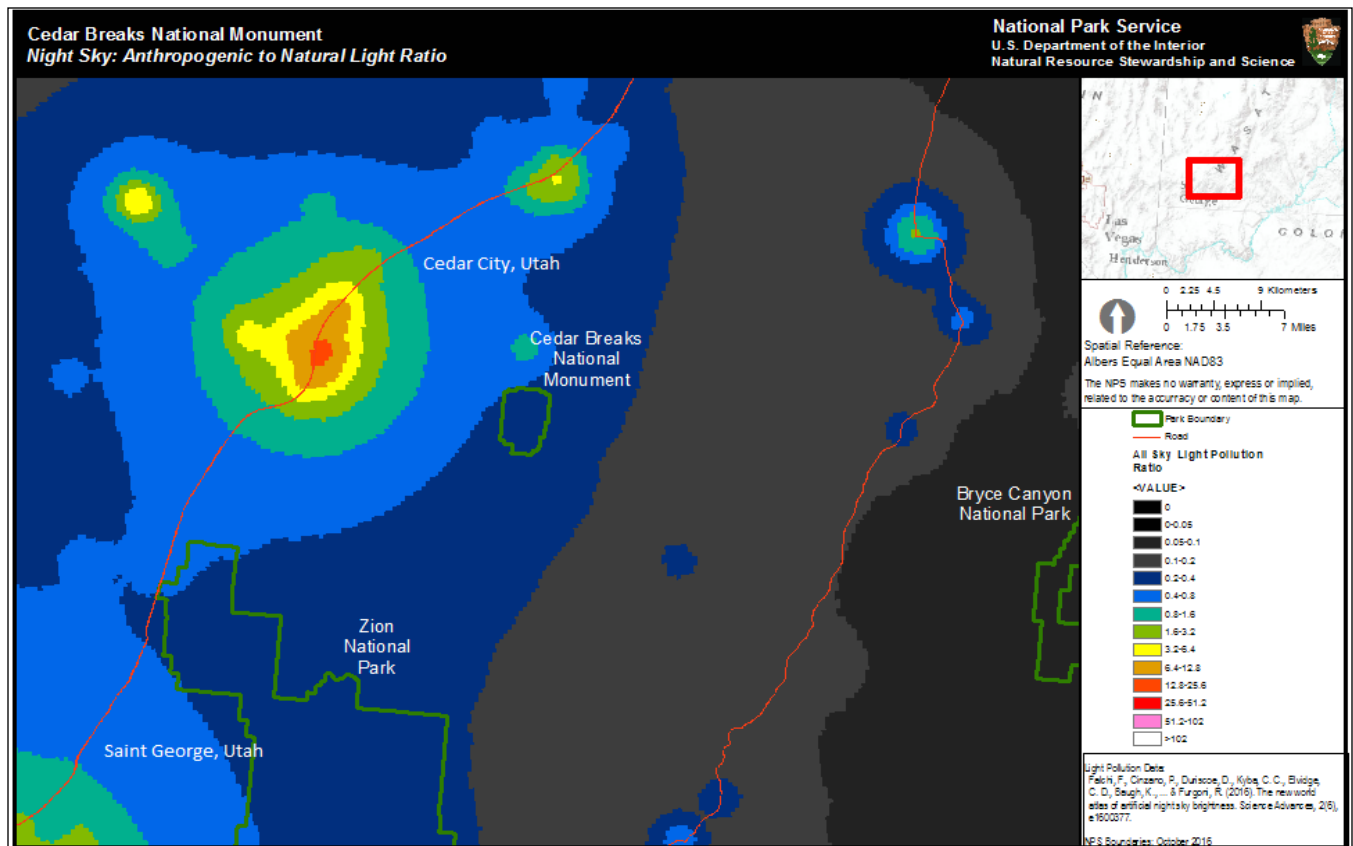 Cedar Breaks National Monument
Night Sky: Anthropogenic to Natural Light Ratio
National Park Service
U.S. Department of the Interior
Natural Resource Stewardship and Science
Cedar City, Utah
Cedar Breaks
National
Monument
Bryce Canyon
National Park
Zion
National
Park
Saint George, Utah
W A S A
Las
Vegas
Henderson
George
C O L O
0 2.25 4.5 9 Kilometers
0 1.75 3.5 7 Miles
Spatial Reference:
Albers Equal Area NAD83
The NPS makes no warranty, express or implied,
related to the accurracy or content of this map.
Park Boundary
Road
All Sky Light Pollution
Ratio
<VALUE>
0
0-0.05
0.05-0.1
0.1-0.2
0.2-0.4
0.4-0.8
0.8-1.6
1.6-3.2
3.2-6.4
6.4-12.8
12.8-25.6
25.6-51.2
51.2-102
>102
Light Pollution Data:
Falchi, F., Cinzano, P., Duriscoe, D., Kyba, C. C., Elvidge,
C. D., Baugh, K., ... & Furgoni, R. (2016). The new world
atlas of artificial night sky brightness. Science Advances, 2(6),
e1600377.
NPS Boundaries: October 2016